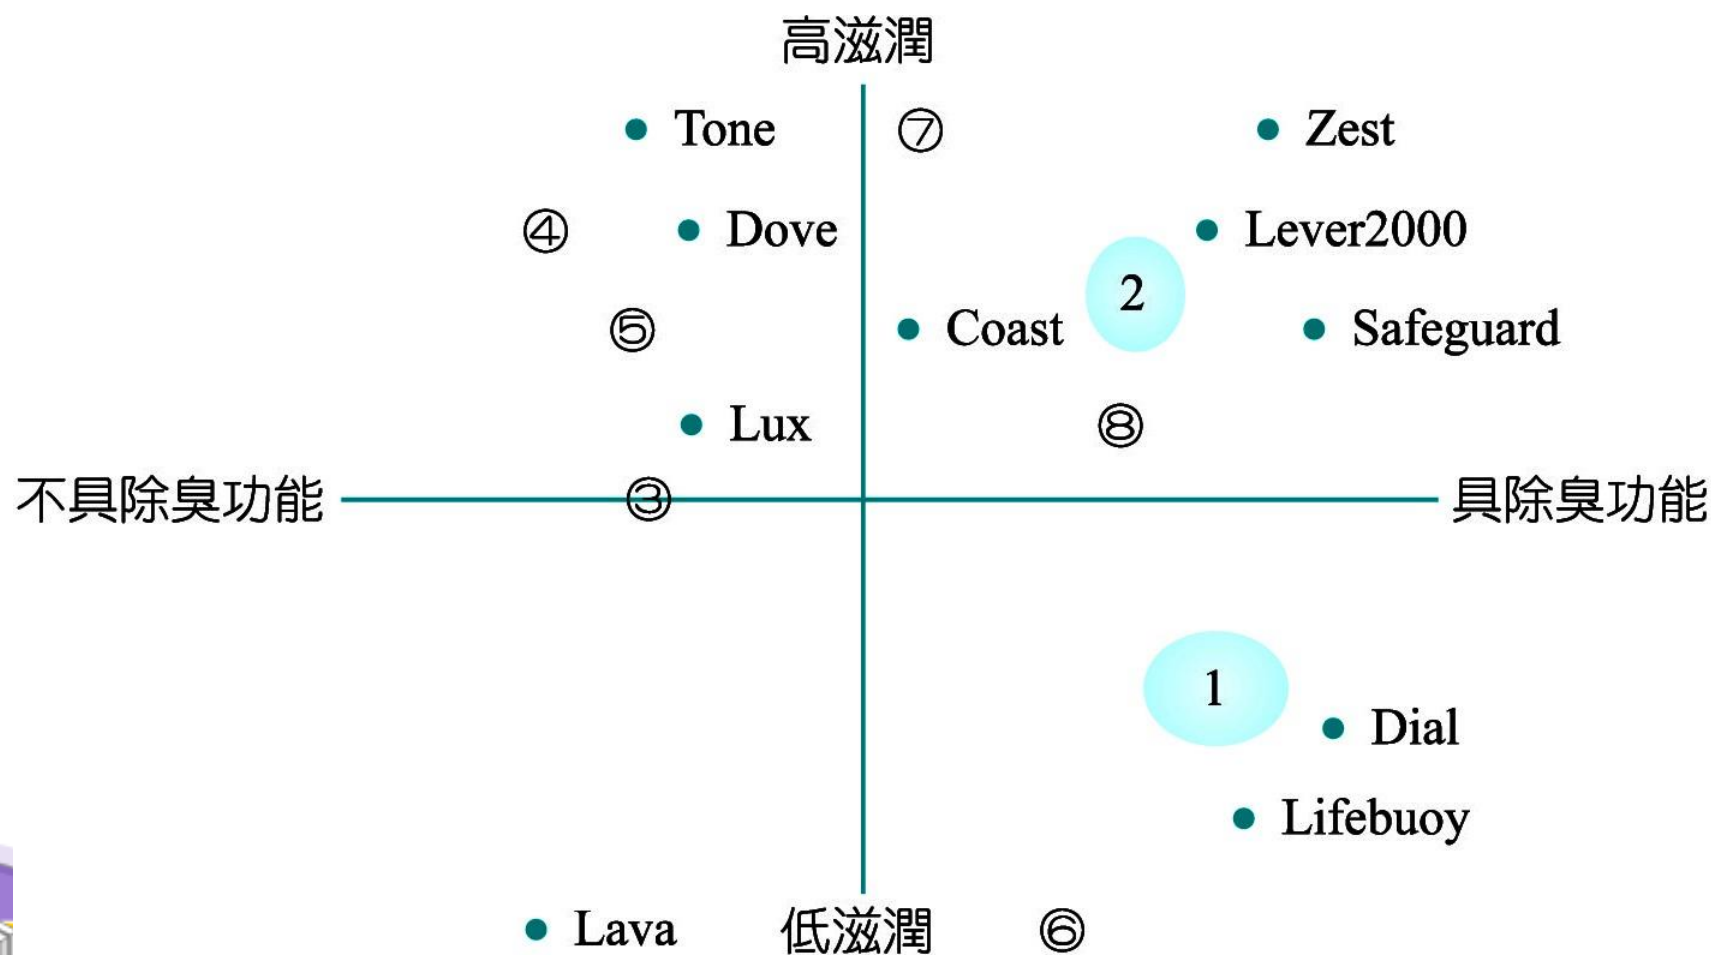 高滋潤
Tone ⑦ Zest
④ Dove Lever2000
2
⑤ Coast Safeguard
Lux ⑧
不具除臭功能 ③ 具除臭功能
1
Dial
Lifebuoy
Lava 低滋潤 ⑥